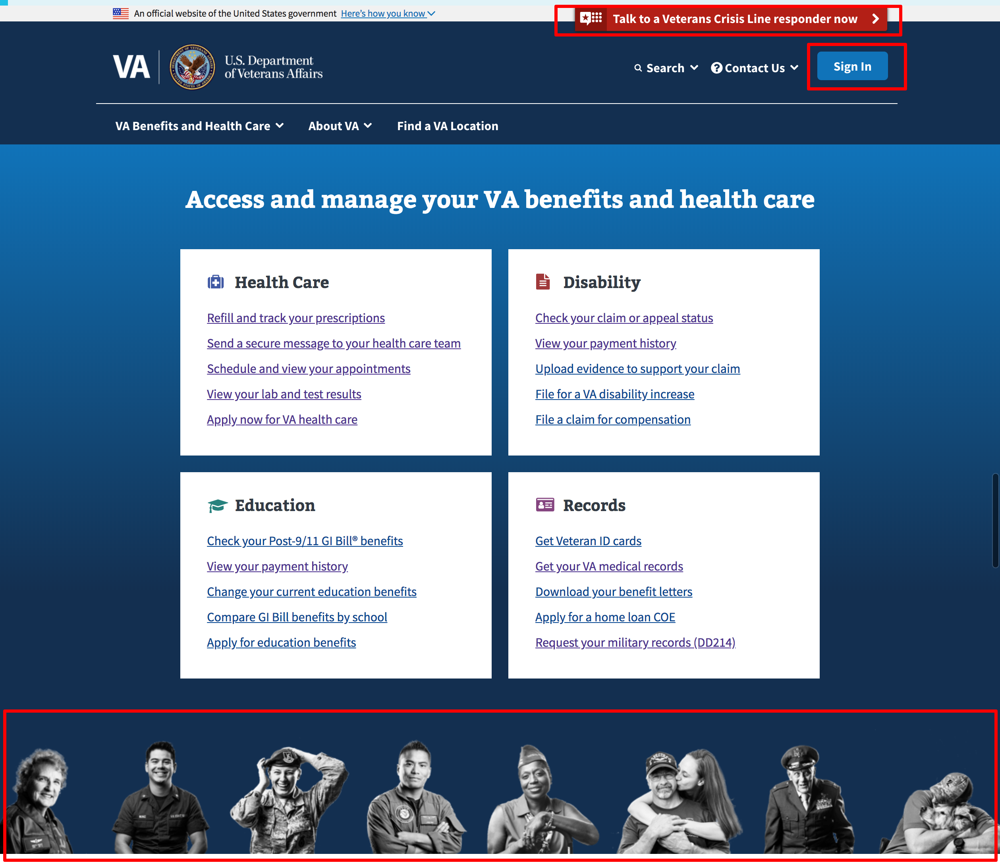 An official website of the United States government Here's how you know
Talk to a Veterans Crisis Line responder now
VA
U.S. Department
of Veterans Affairs
Search Contact Us Sign In
VA Benefits and Health Care About VA Find a VA Location
Access and manage your VA benefits and health care
Health Care
Refill and track your prescriptions
Send a secure message to your health care team
Schedule and view your appointments
View your lab and test results
Apply now for VA health care
Disability
Check your claim or appeal status
View your payment history
Upload evidence to support your claim
File for a VA disability increase
File a claim for compensation
Education
Check your Post-9/11 GI Bill® benefits
View your payment history
Change your current education benefits
Compare GI Bill benefits by school
Apply for education benefits
Records
Get Veteran ID cards
Get your VA medical records
Download your benefit letters
Apply for a home loan COE
Request your military records (DD214)